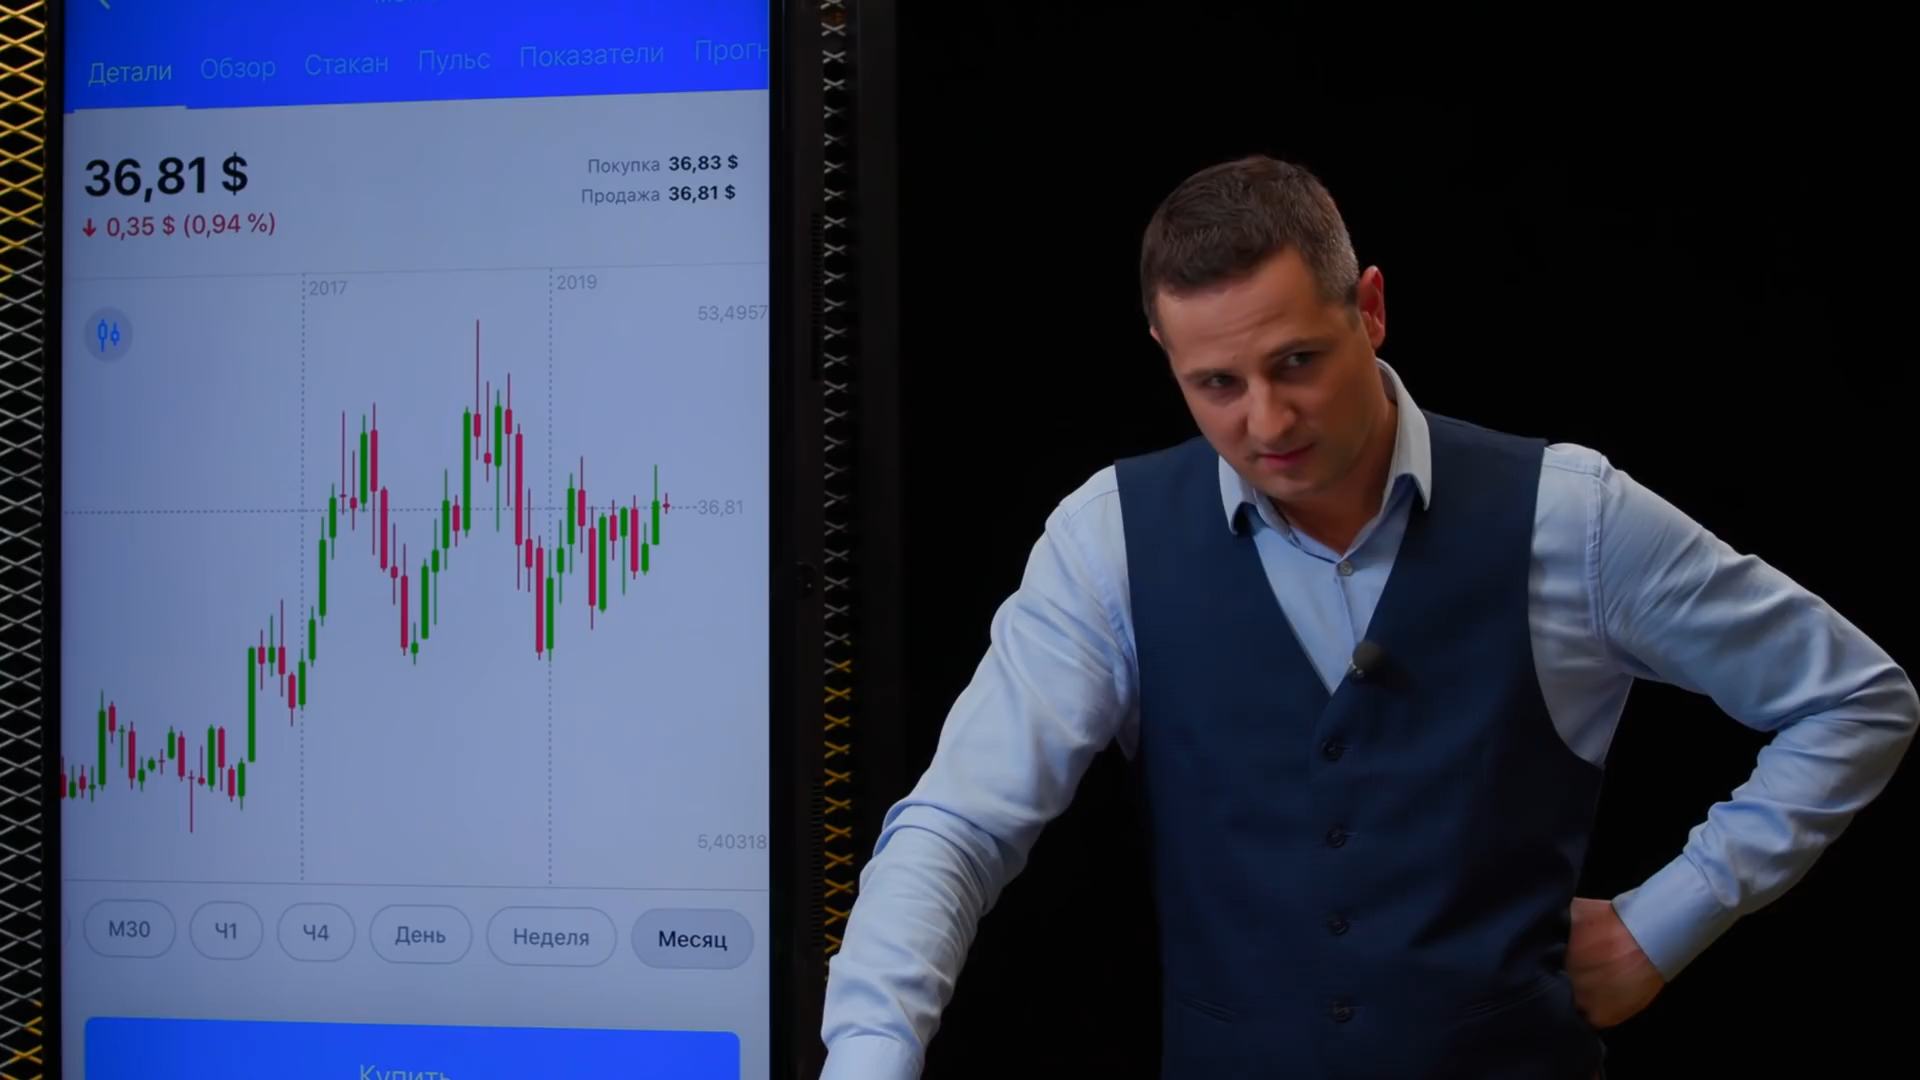 Детали Обзор Стакан Пульс Показатели Прогн
36,81 $
↓ 0,35 $ (0,94 %)
Покупка 36,83 $
Продажа 36,81 $
2017
2019
53,4957
36,81
5,40318
М30 Ч1 Ч4 День Неделя Месяц
Купить